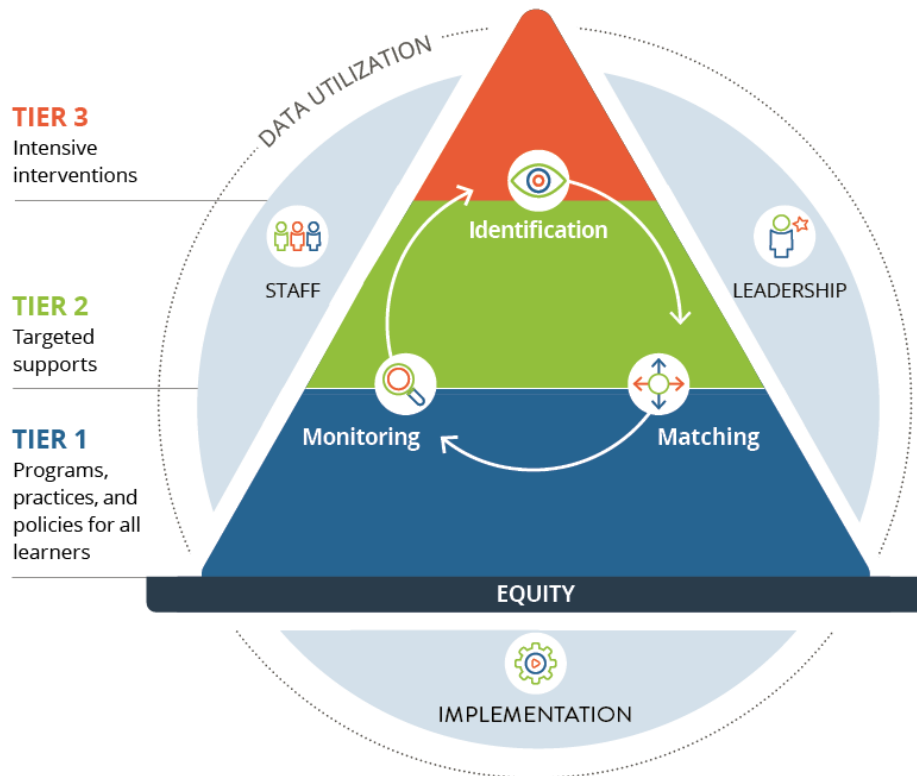 DATA UTILIZATION
TIER 3
Intensive
interventions
Identification
STAFF
LEADERSHIP
TIER 2
Targeted
supports
Monitoring
Matching
TIER 1
Programs,
practices, and
policies for all
learners
EQUITY
IMPLEMENTATION